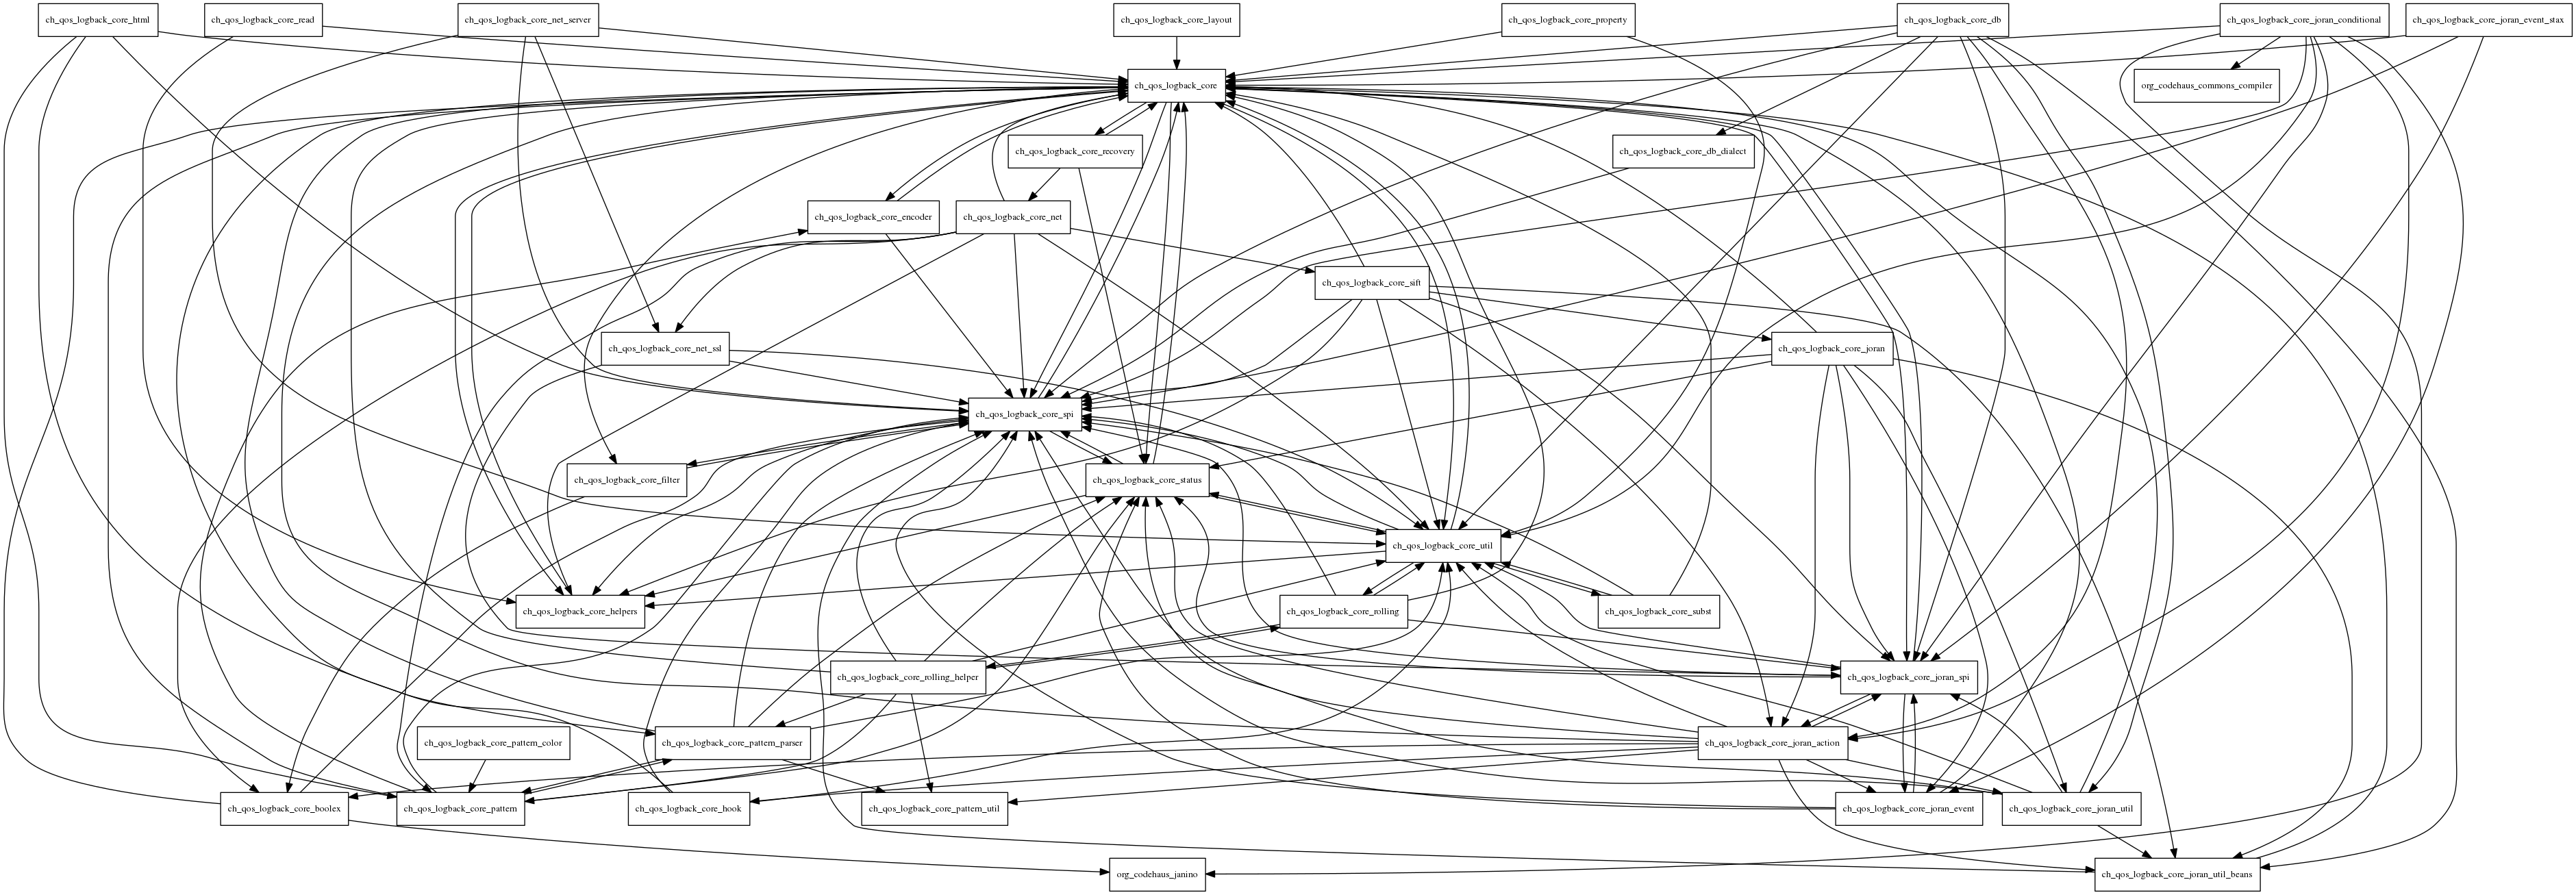 ch_qos_logback_core_html
ch_qos_logback_core_read
ch_qos_logback_core_net_server
ch_qos_logback_core_layout
ch_qos_logback_core_property
ch_qos_logback_core_db
ch_qos_logback_core_joran_conditional
ch_qos_logback_core_joran_event_stax
ch_qos_logback_core
org_codehaus_commons_compiler
ch_qos_logback_core_recovery
ch_qos_logback_core_db_dialect
ch_qos_logback_core_encoder
ch_qos_logback_core_net
ch_qos_logback_core_sift
ch_qos_logback_core_net_ssl
ch_qos_logback_core_joran
ch_qos_logback_core_spi
ch_qos_logback_core_filter
ch_qos_logback_core_status
ch_qos_logback_core_util
ch_qos_logback_core_helpers
ch_qos_logback_core_rolling
ch_qos_logback_core_subst
ch_qos_logback_core_rolling_helper
ch_qos_logback_core_joran_spi
ch_qos_logback_core_pattern_color
ch_qos_logback_core_pattern_parser
ch_qos_logback_core_joran_action
ch_qos_logback_core_boolex
ch_qos_logback_core_pattern
ch_qos_logback_core_hook
ch_qos_logback_core_pattern_util
ch_qos_logback_core_joran_event
ch_qos_logback_core_joran_util
org_codehaus_janino
ch_qos_logback_core_joran_util_beans